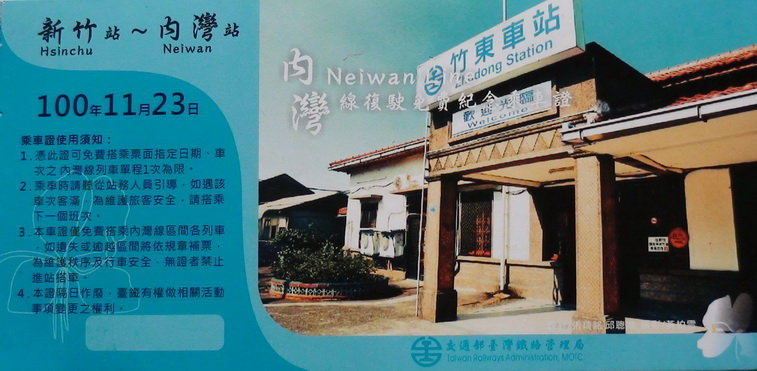 新竹站～內灣站
Hsinchu Neiwan
100年11月23日
乘車證使用須知：
1. 憑此證可免費搭乘票面指定日期、車
次之內灣線列車單程1次為限。
2. 乘車時請聽從站務人員引導，如遇該
車次客滿，為維護旅客安全，請搭乘
下一個班次。
3. 本車證僅免費搭乘內灣線區間各列車
，如遺失或逾越區間將依規章補票，
為維護秩序及行車安全，無證者禁止
進站搭車。
4. 本證隔日作廢，臺鐵有權做相關活動
事項變更之權利。
內灣 Neiwan Line
線復駛免費紀念乘車證
竹東車站
Zhudong Station
歡迎光臨
Welcome
交通部臺灣鐵路管理局
Taiwan Railways Administration, MOTC.